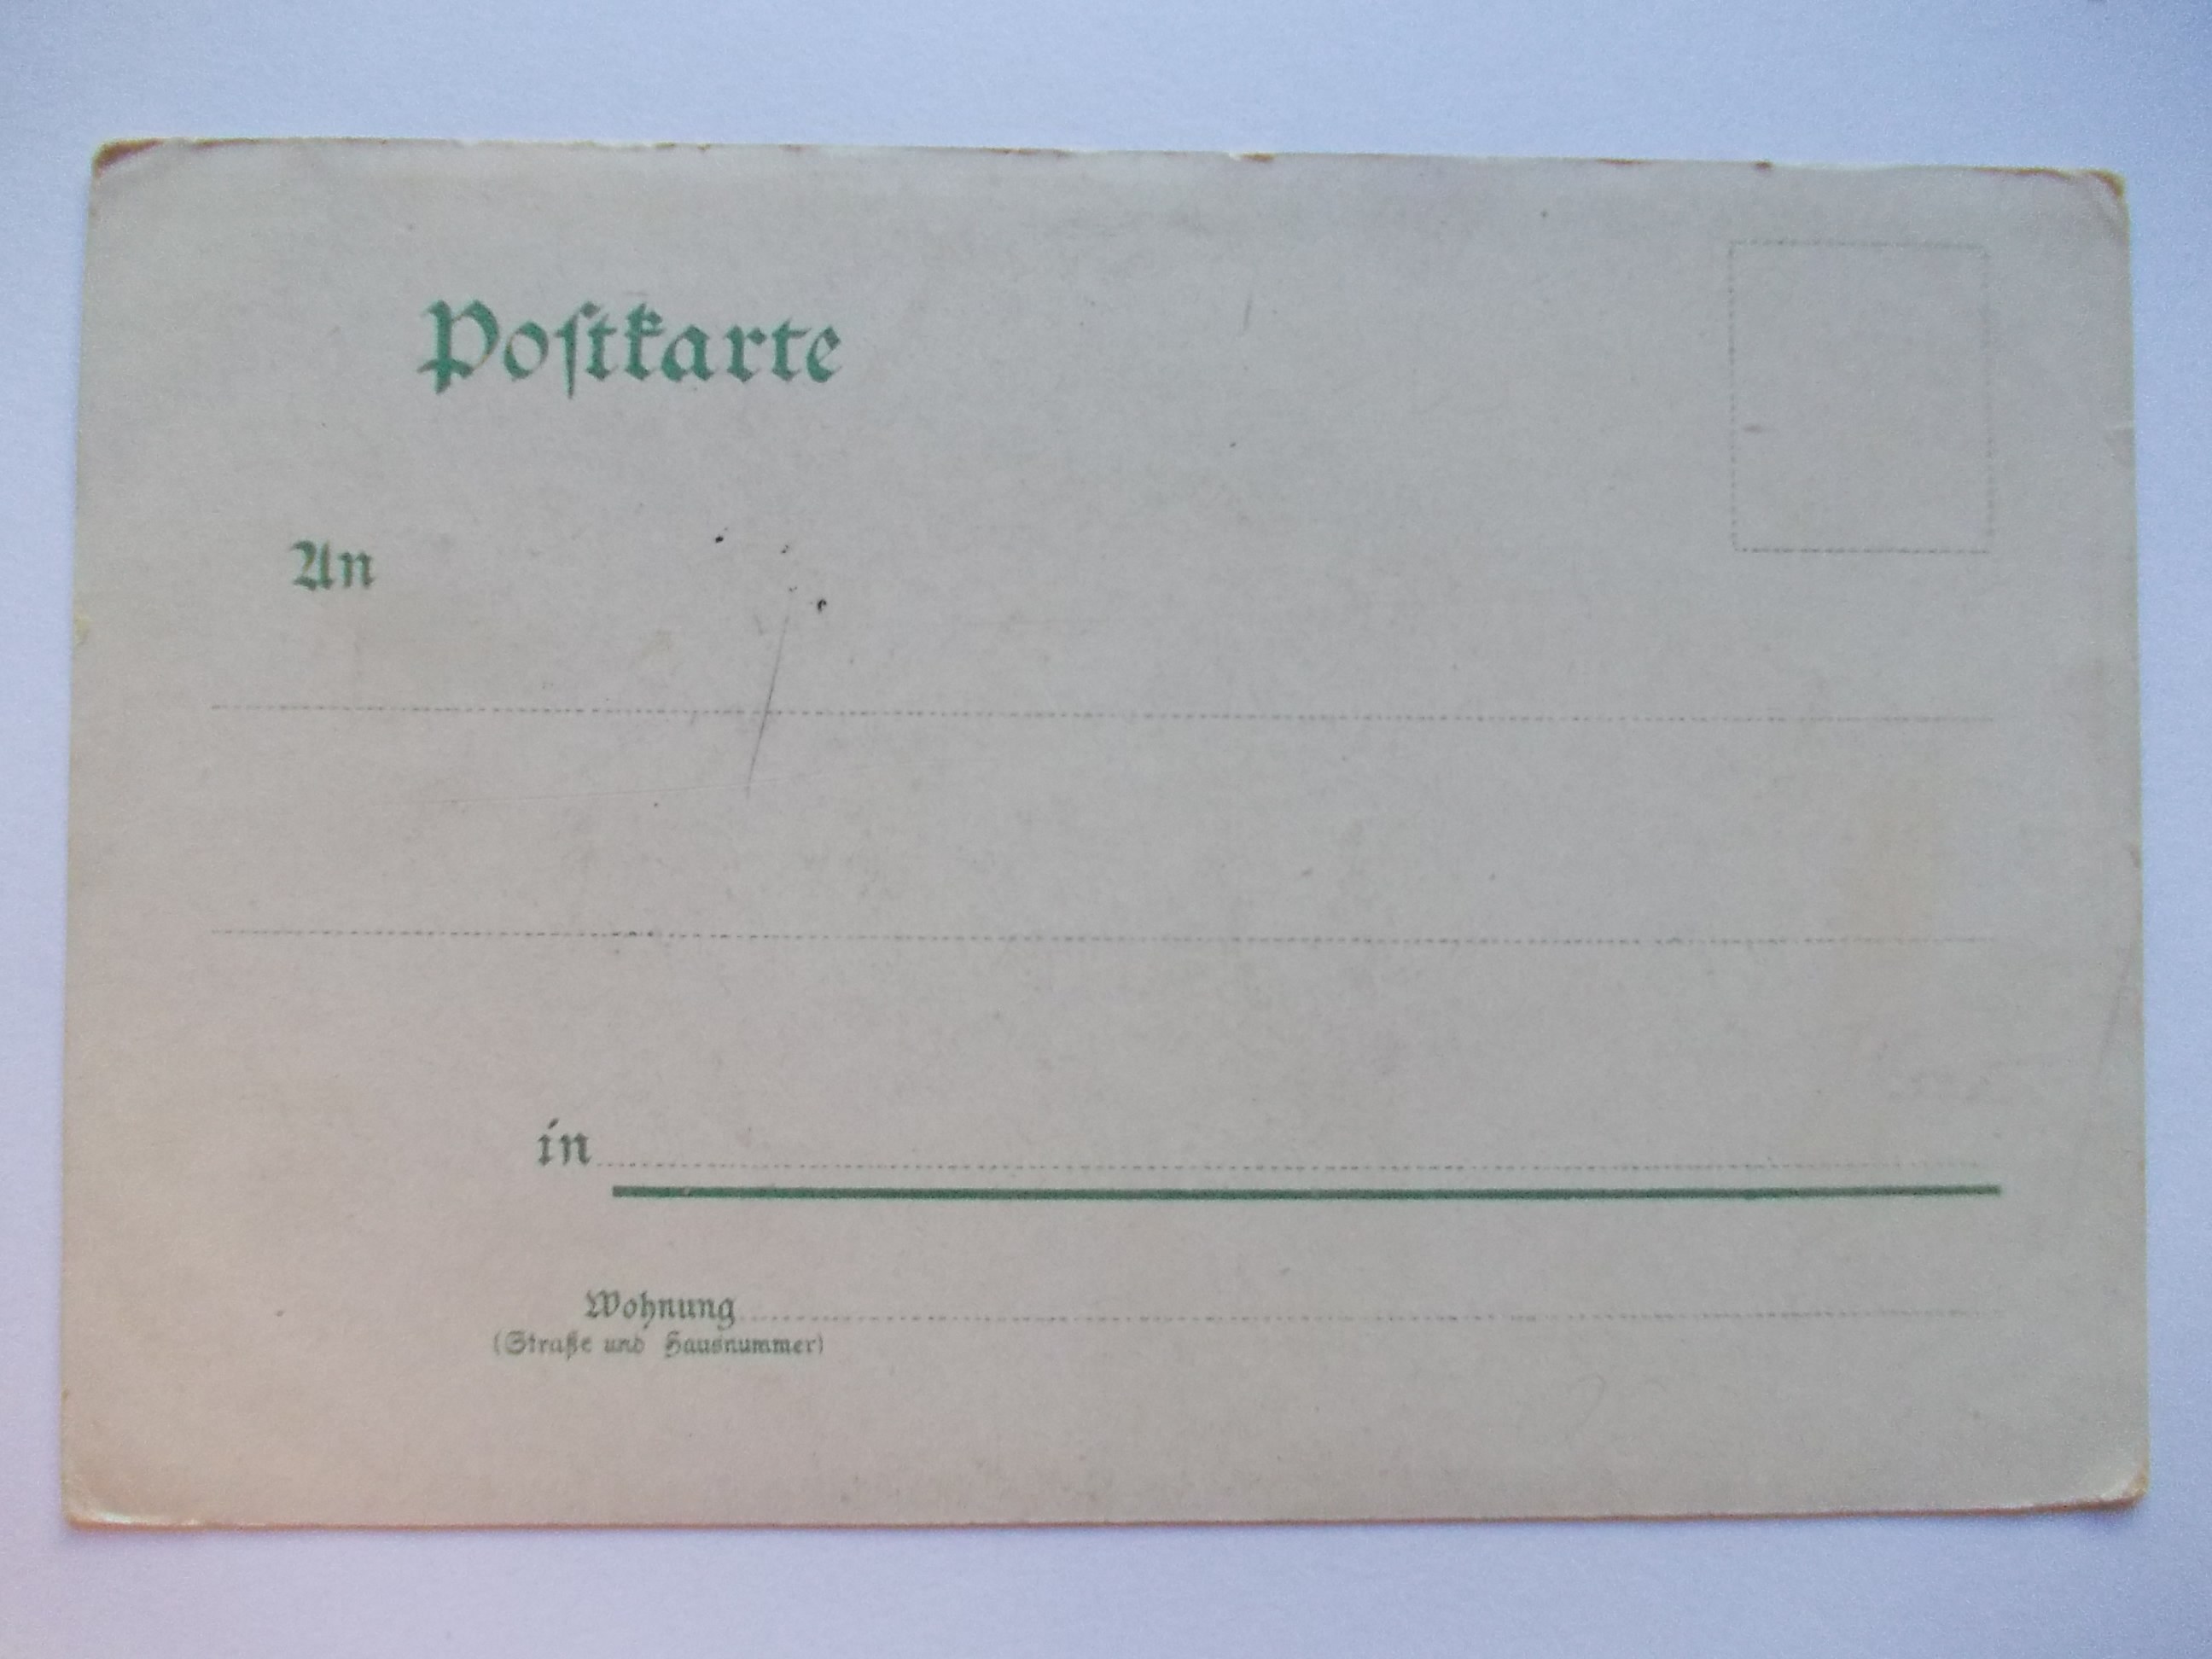 Poſtkarte
An
in
Wohnung
(Straße und Hausnummer)